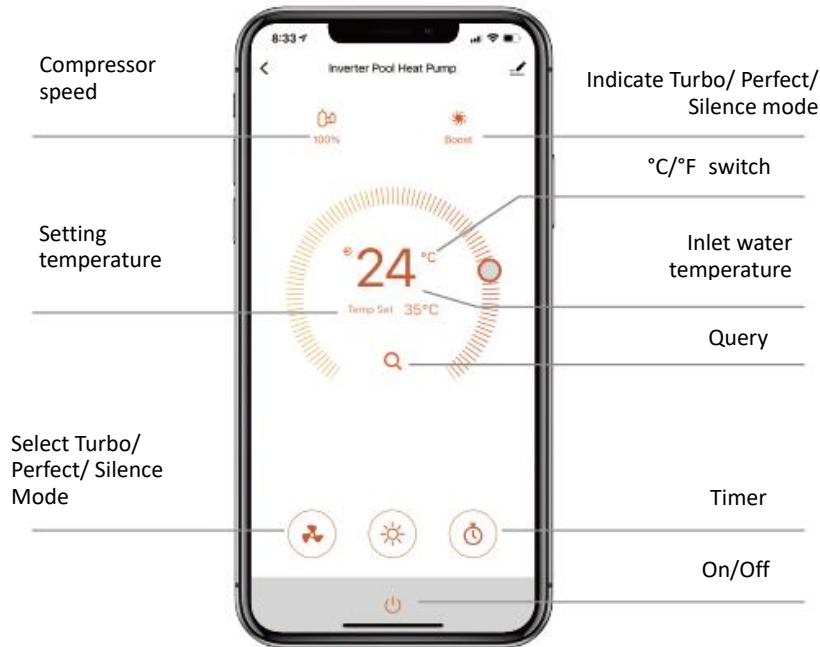 8:33
Inverter Pool Heat Pump
Compressor
speed
Indicate Turbo/ Perfect/
Silence mode
100%
Boost
°C/°F switch
Setting
temperature
24 °C
Inlet water
temperature
Temp Set 35°C
Query
Select Turbo/
Perfect/ Silence
Mode
Timer
On/Off